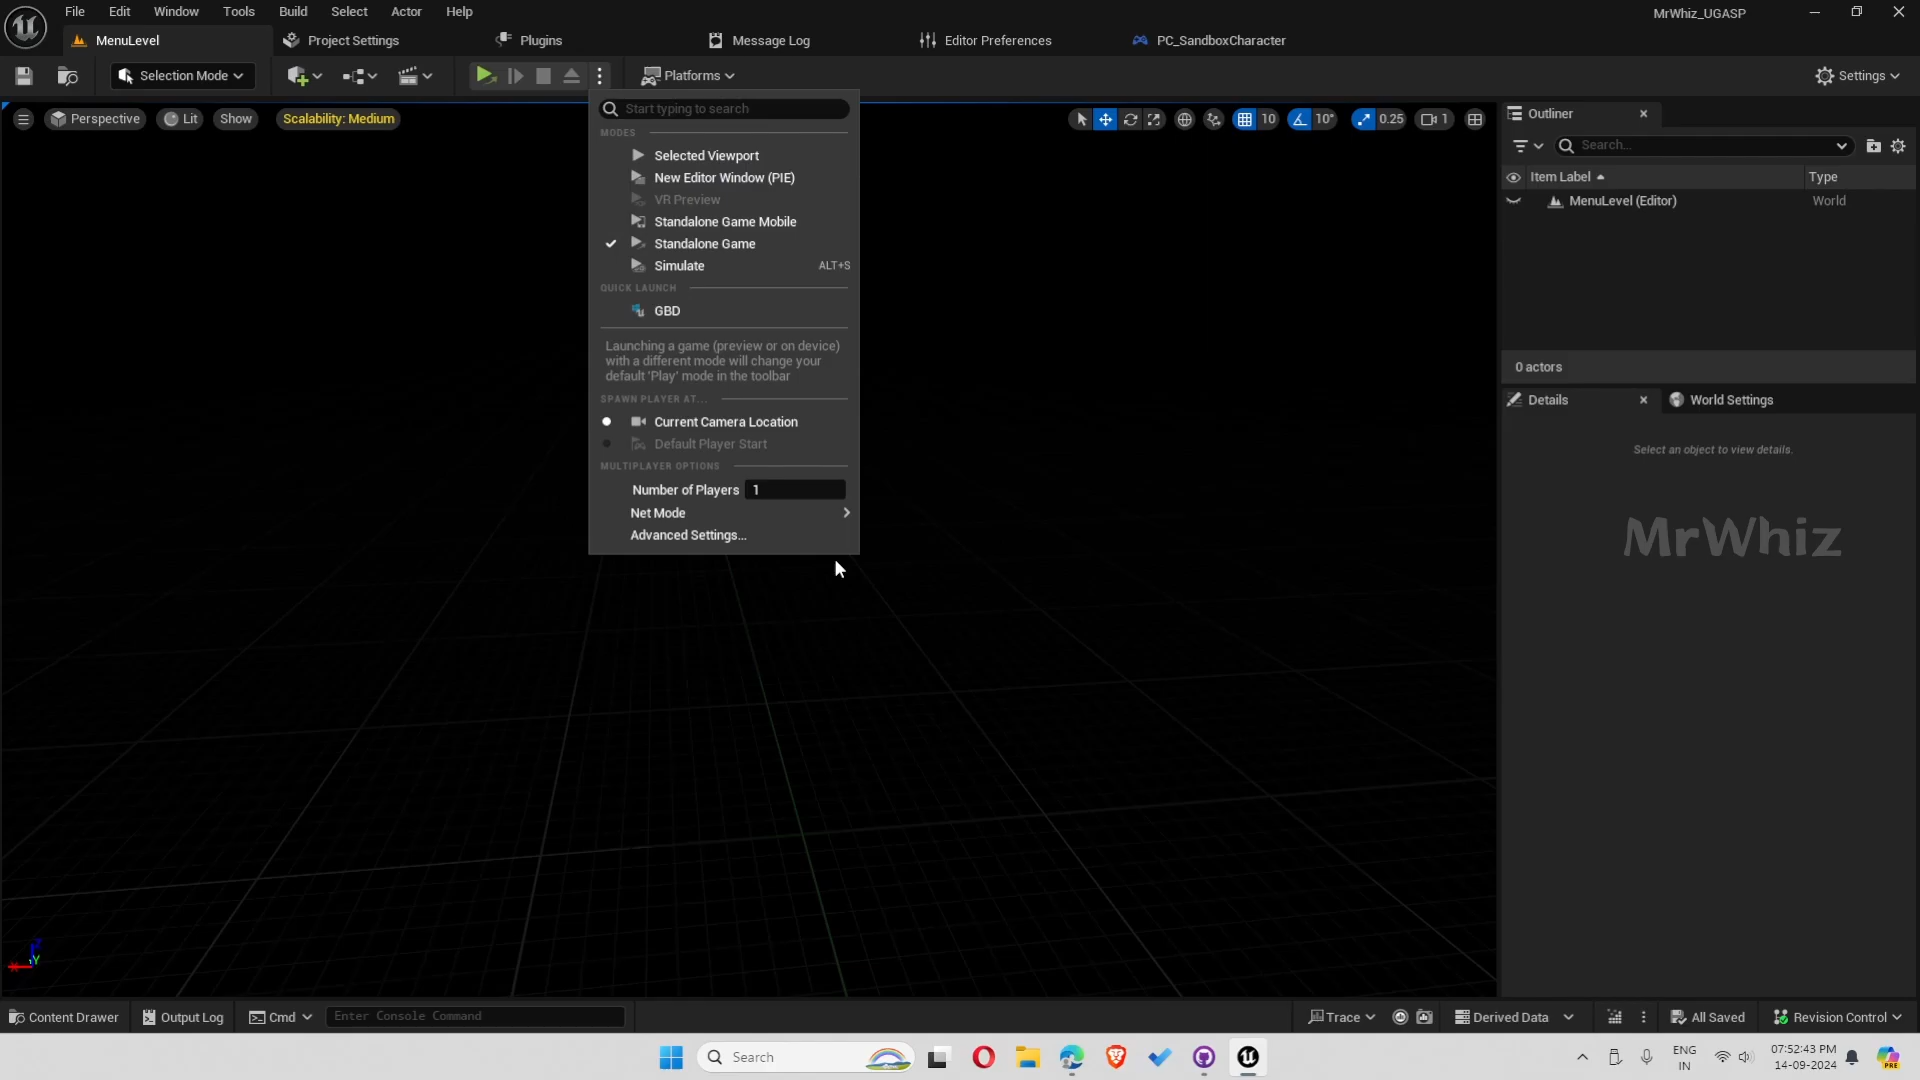 File Edit Window Tools Build Select Actor Help
MrWhiz_UGASP
MenuLevel
Project Settings
Plugins
Message Log
Editor Preferences
PC_SandboxCharacter
Selection Mode
Platforms
Settings
Perspective
Lit
Show
Scalability: Medium
10
10°
0.25
1
Start typing to search
MODES
Selected Viewport
New Editor Window (PIE)
VR Preview
Standalone Game Mobile
Standalone Game
Simulate ALT+S
QUICK LAUNCH
GBD
Launching a game (preview or on device)
with a different mode will change your
default 'Play' mode in the toolbar
SPAWN PLAYER AT...
Current Camera Location
Default Player Start
MULTIPLAYER OPTIONS
Number of Players 1
Net Mode
Advanced Settings...
Outliner
Search...
Item Label Type
MenuLevel (Editor) World
0 actors
Details
World Settings
Select an object to view details.
MrWhiz
Z
Y
X
Content Drawer
Output Log
Cmd
Enter Console Command
Trace
Derived Data
All Saved
Revision Control
Search
ENG
IN
07:52:43 PM
14-09-2024
PRE